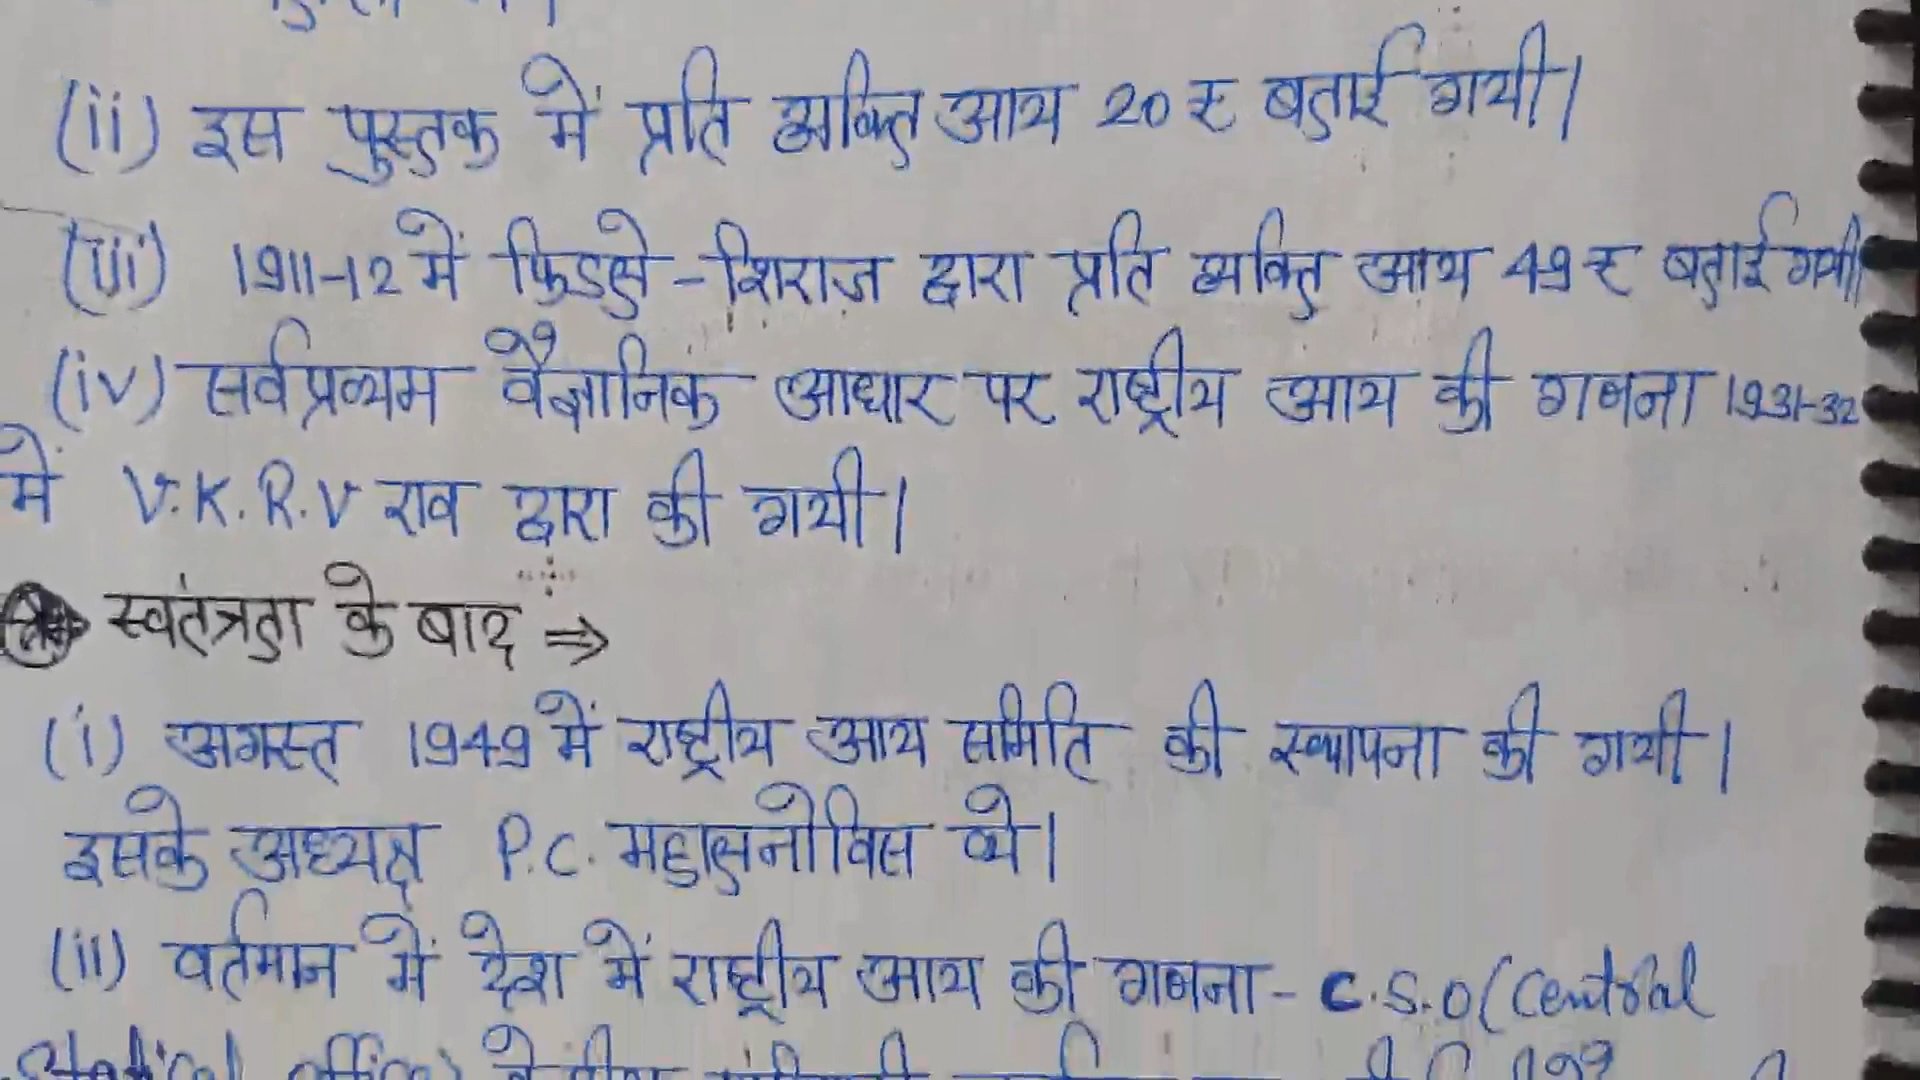 (ii) इस पुस्तक में प्रति व्यक्ति आय 20 रु बताई गयी।
(iii) 1911-12 में फिडले - शिराज द्वारा प्रति व्यक्ति आय 49 रु बताई गयी।
(iv) सर्वप्रथम वैज्ञानिक आधार पर राष्ट्रीय आय की गणना 1931-32
में V.K.R.V राव द्वारा की गयी।
स्वतंत्रता के बाद ⇒
(i) अगस्त 1949 में राष्ट्रीय आय समिति की स्थापना की गयी।
इसके अध्यक्ष P.C. महालनोविस थे।
(ii) वर्तमान में देश में राष्ट्रीय आय की गणना - C.S.O (Central